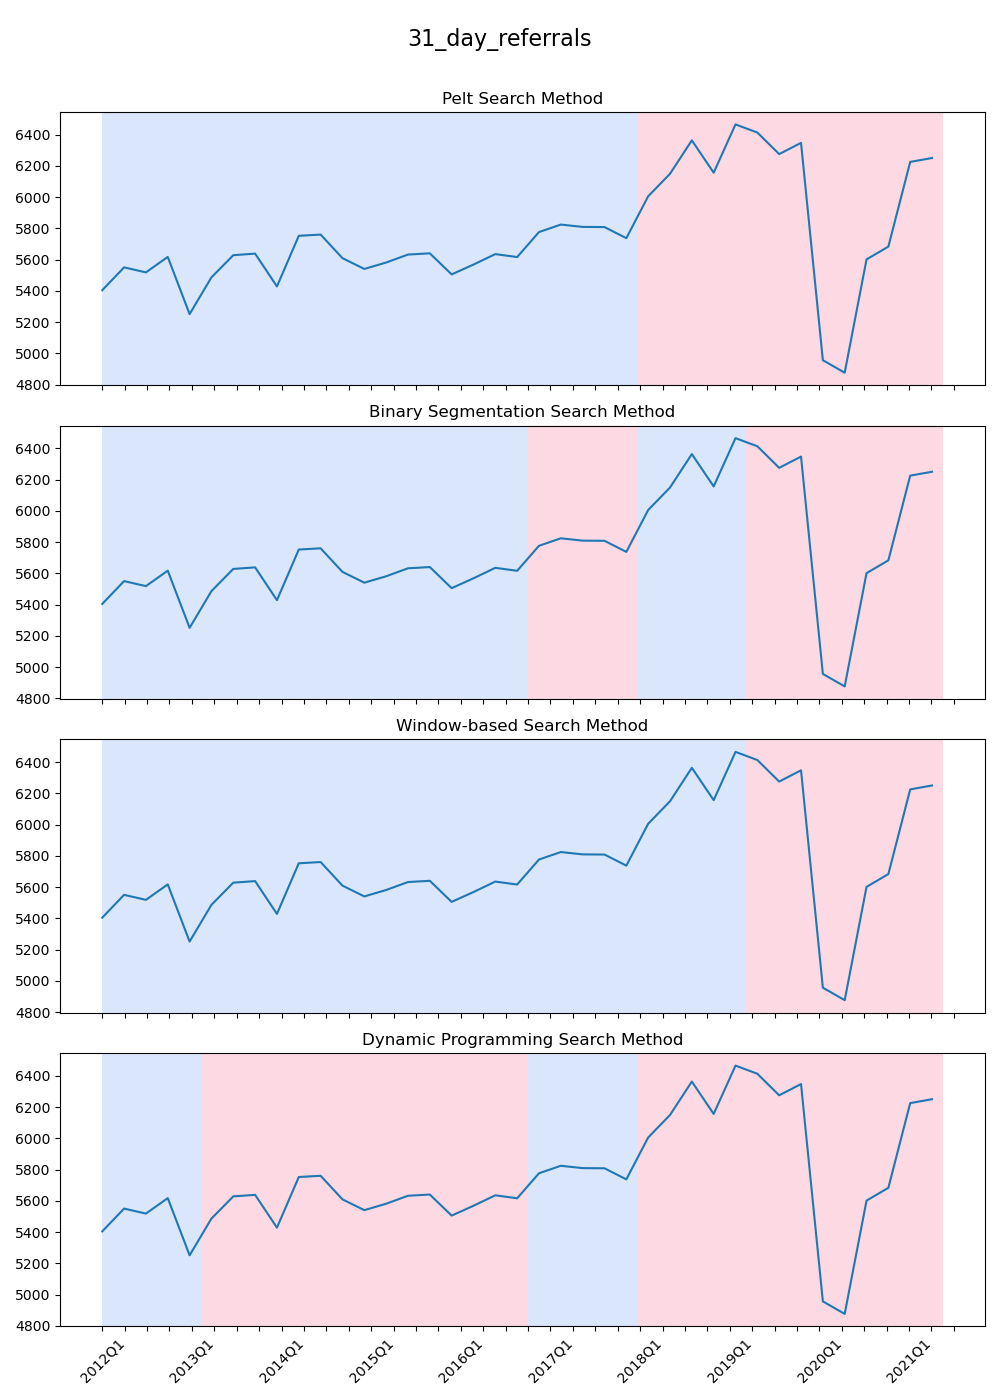 31_day_referrals
Pelt Search Method
6400
6200
6000
5800
5600
5400
5200
5000
4800
Binary Segmentation Search Method
6400
6200
6000
5800
5600
5400
5200
5000
4800
Window-based Search Method
6400
6200
6000
5800
5600
5400
5200
5000
4800
Dynamic Programming Search Method
6400
6200
6000
5800
5600
5400
5200
5000
4800
2012Q1
2013Q1
2014Q1
2015Q1
2016Q1
2017Q1
2018Q1
2019Q1
2020Q1
2021Q1